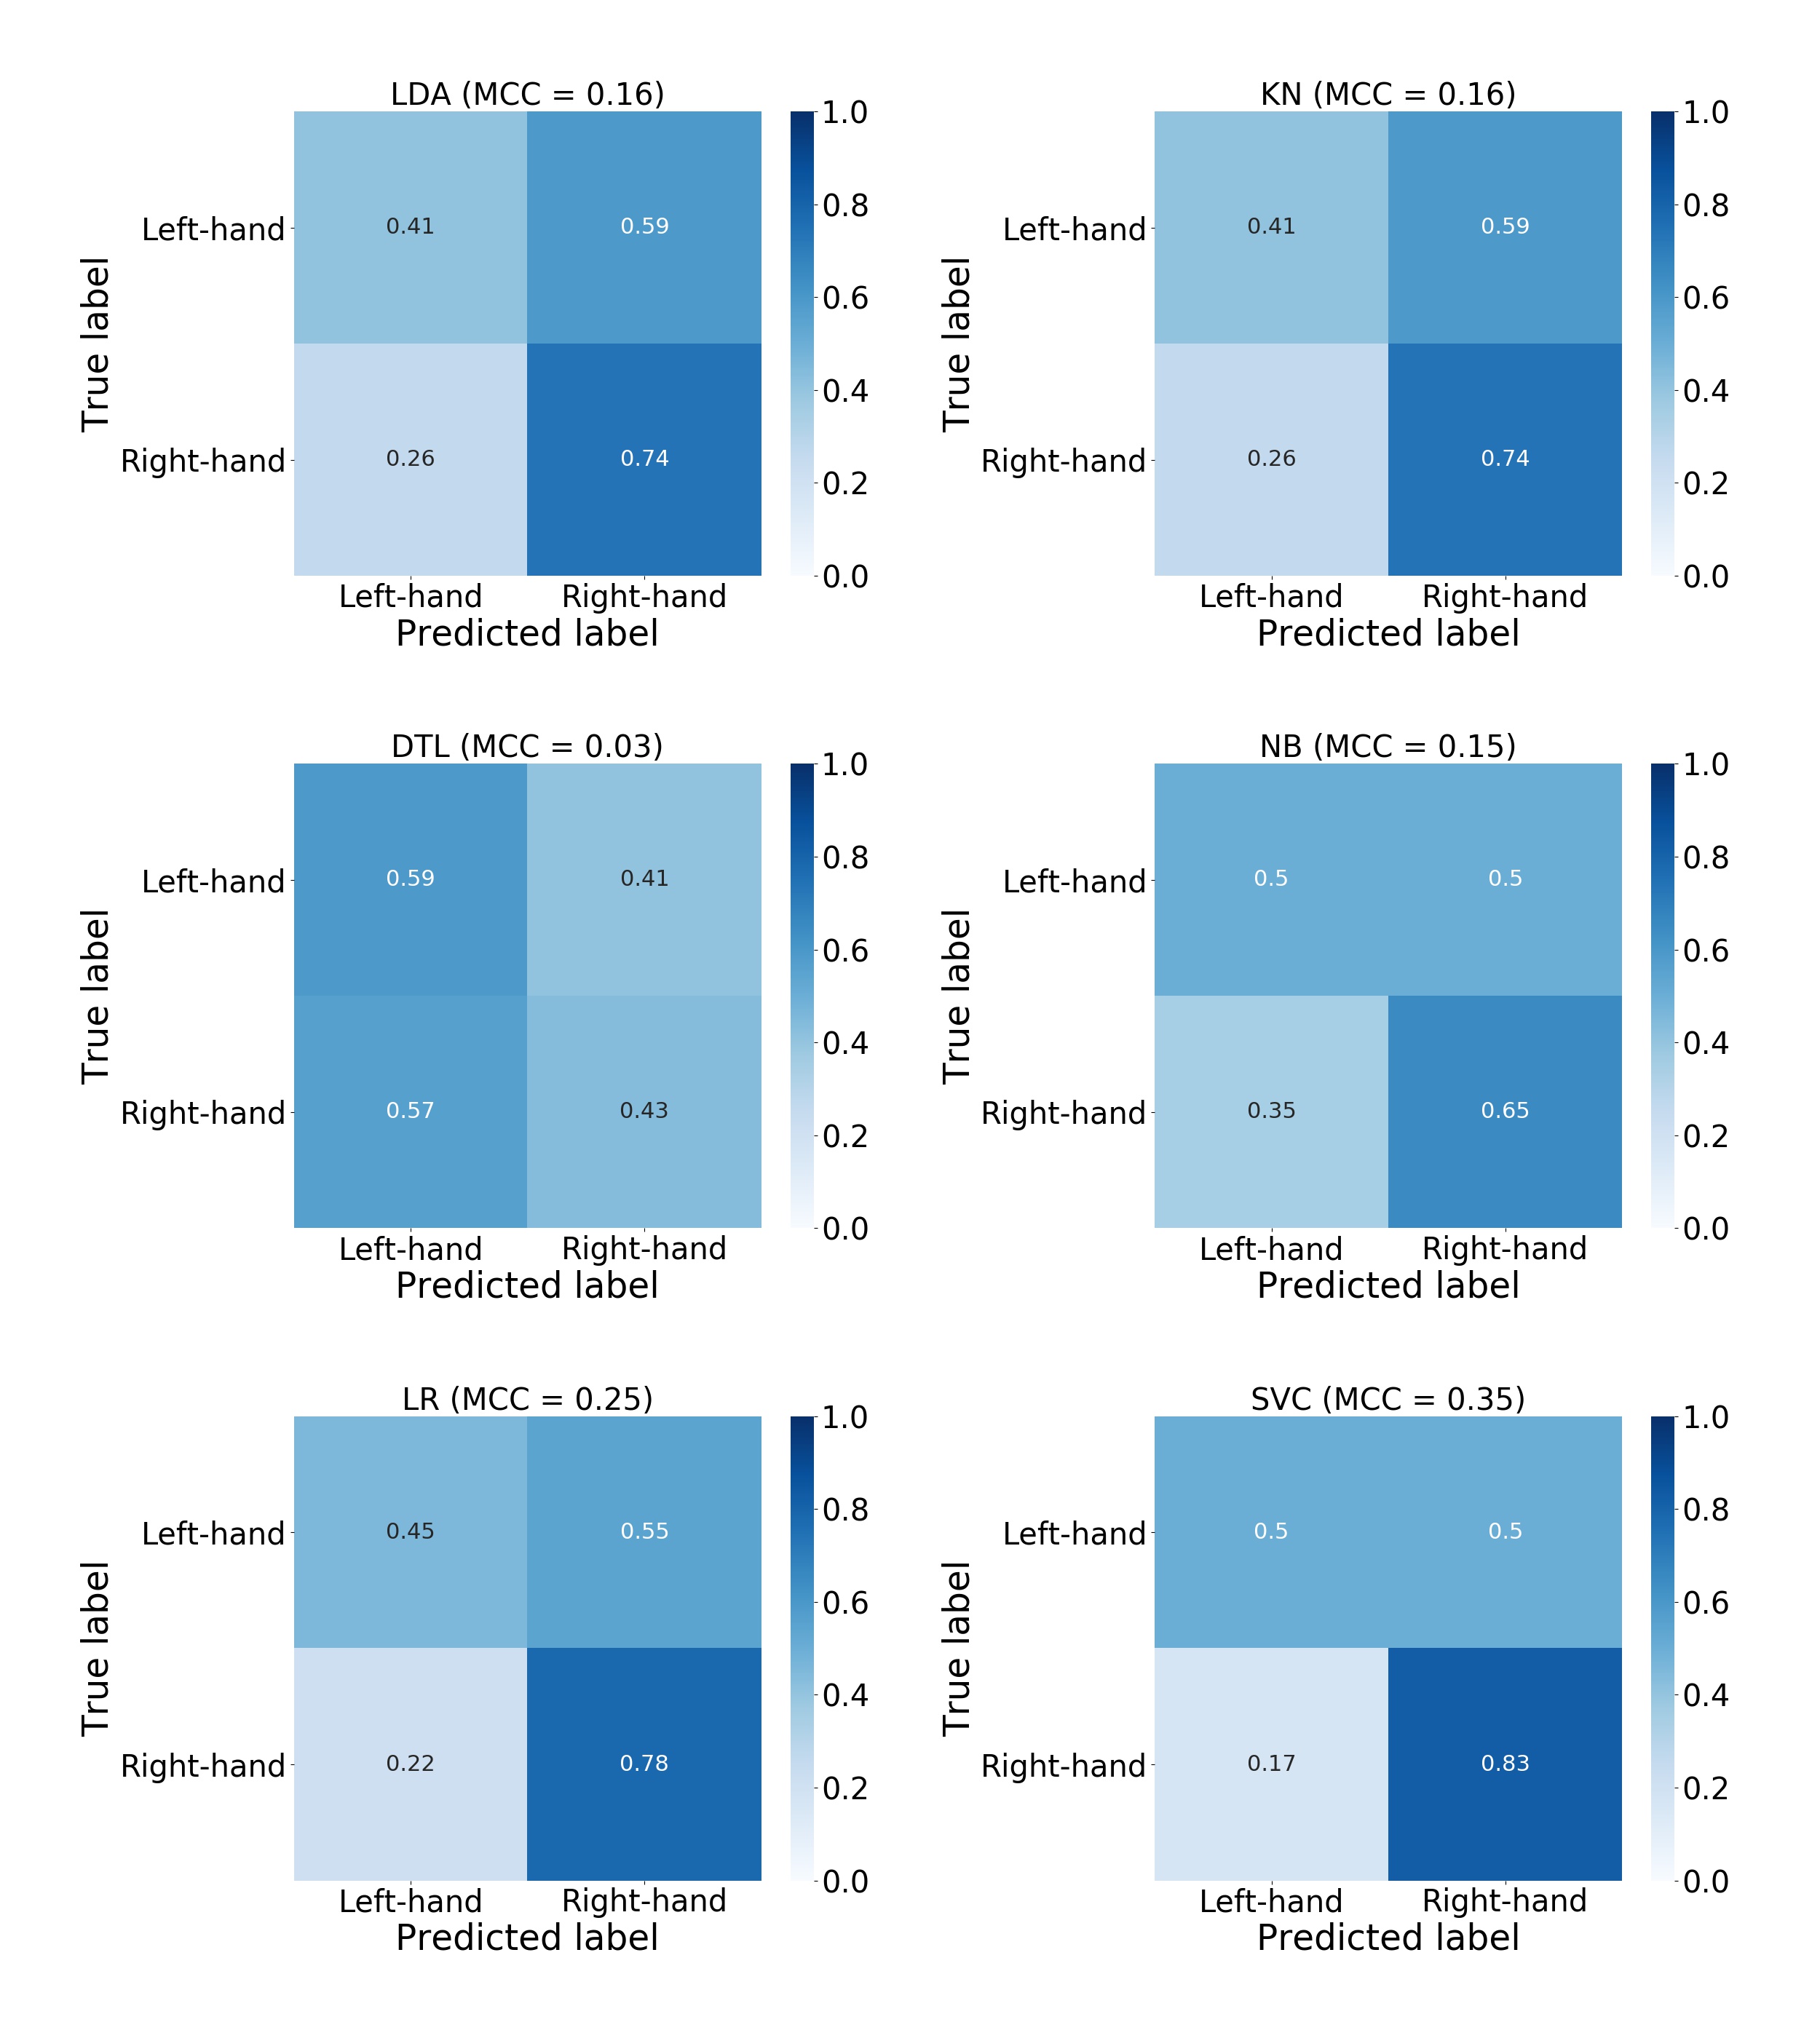 LDA (MCC = 0.16)
True label
Left-hand
0.41 0.59
Right-hand
0.26 0.74
Left-hand Right-hand
Predicted label
1.0
0.8
0.6
0.4
0.2
0.0
KN (MCC = 0.16)
True label
Left-hand
0.41 0.59
Right-hand
0.26 0.74
Left-hand Right-hand
Predicted label
1.0
0.8
0.6
0.4
0.2
0.0
DTL (MCC = 0.03)
True label
Left-hand
0.59 0.41
Right-hand
0.57 0.43
Left-hand Right-hand
Predicted label
1.0
0.8
0.6
0.4
0.2
0.0
NB (MCC = 0.15)
True label
Left-hand
0.5 0.5
Right-hand
0.35 0.65
Left-hand Right-hand
Predicted label
1.0
0.8
0.6
0.4
0.2
0.0
LR (MCC = 0.25)
True label
Left-hand
0.45 0.55
Right-hand
0.22 0.78
Left-hand Right-hand
Predicted label
1.0
0.8
0.6
0.4
0.2
0.0
SVC (MCC = 0.35)
True label
Left-hand
0.5 0.5
Right-hand
0.17 0.83
Left-hand Right-hand
Predicted label
1.0
0.8
0.6
0.4
0.2
0.0